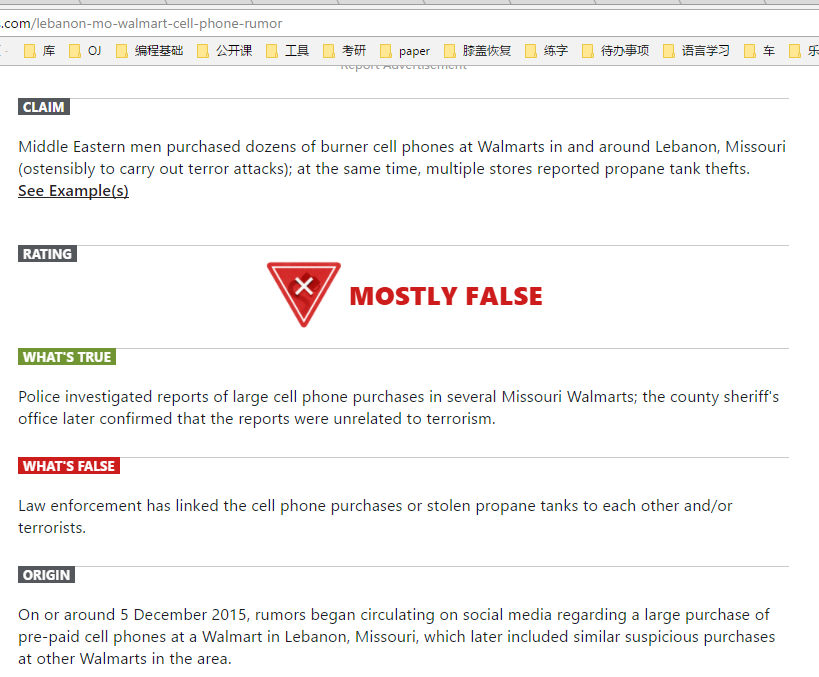 s.com/lebanon-mo-walmart-cell-phone-rumor
库 OJ 编程基础 公开课 工具 考研 paper 膝盖恢复 练字 待办事项 语言学习 车 乐
Report Advertisement
CLAIM
Middle Eastern men purchased dozens of burner cell phones at Walmarts in and around Lebanon, Missouri
(ostensibly to carry out terror attacks); at the same time, multiple stores reported propane tank thefts.
See Example(s)
RATING
MOSTLY FALSE
WHAT'S TRUE
Police investigated reports of large cell phone purchases in several Missouri Walmarts; the county sheriff's
office later confirmed that the reports were unrelated to terrorism.
WHAT'S FALSE
Law enforcement has linked the cell phone purchases or stolen propane tanks to each other and/or
terrorists.
ORIGIN
On or around 5 December 2015, rumors began circulating on social media regarding a large purchase of
pre-paid cell phones at a Walmart in Lebanon, Missouri, which later included similar suspicious purchases
at other Walmarts in the area.